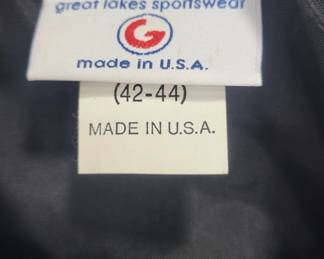 great lakes sportswear
G
made in U.S.A.
(42-44)
MADE IN U.S.A.